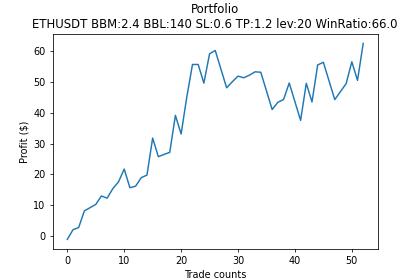 Portfolio
ETHUSDT BBM:2.4 BBL:140 SL:0.6 TP:1.2 lev:20 WinRatio:66.0
60
50
40
30
20
10
0
Profit ($)
0 10 20 30 40 50
Trade counts